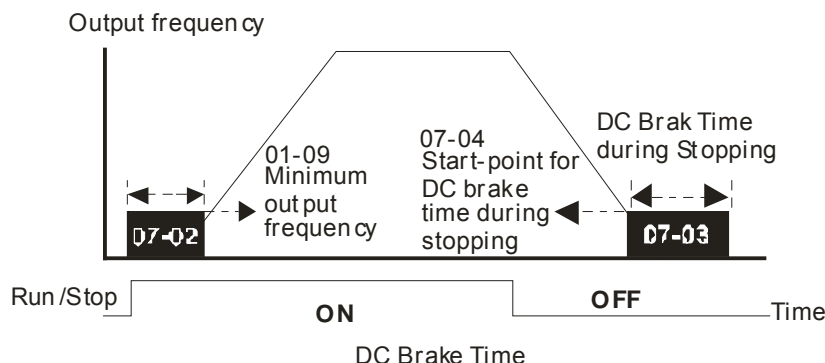 Output frequency
01-09
Minimum
output
frequency
07-04
Start-point for
DC brake
time during
stopping
DC Brak Time
during Stopping
07-02
07-03
Run/Stop
ON
OFF
Time
DC Brake Time